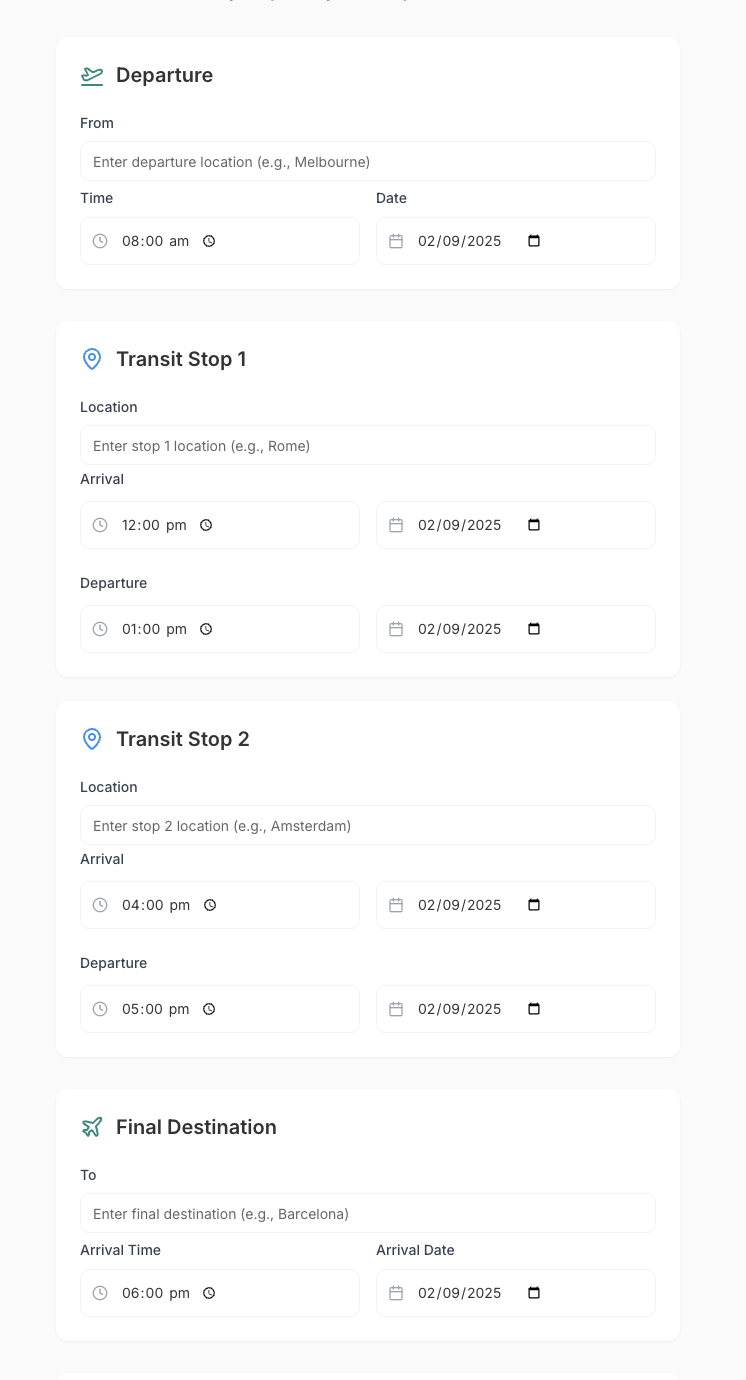 Departure
From
Enter departure location (e.g., Melbourne)
Time Date
08:00 am 02/09/2025
Transit Stop 1
Location
Enter stop 1 location (e.g., Rome)
Arrival
12:00 pm 02/09/2025
Departure
01:00 pm 02/09/2025
Transit Stop 2
Location
Enter stop 2 location (e.g., Amsterdam)
Arrival
04:00 pm 02/09/2025
Departure
05:00 pm 02/09/2025
Final Destination
To
Enter final destination (e.g., Barcelona)
Arrival Time Arrival Date
06:00 pm 02/09/2025